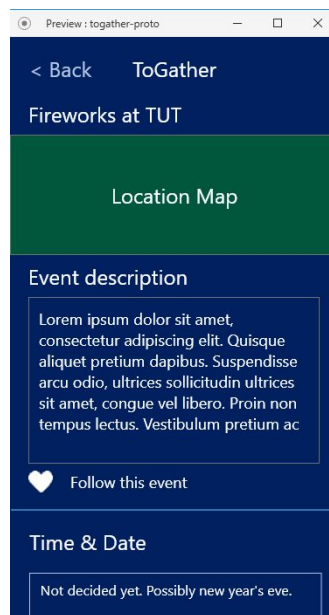 Preview : togather-proto
< Back ToGather
Fireworks at TUT
Location Map
Event description
Lorem ipsum dolor sit amet,
consectetur adipiscing elit. Quisque
aliquet pretium dapibus. Suspendisse
arcu odio, ultrices sollicitudin ultrices
sit amet, congue vel libero. Proin non
tempus lectus. Vestibulum pretium ac
Follow this event
Time & Date
Not decided yet. Possibly new year's eve.